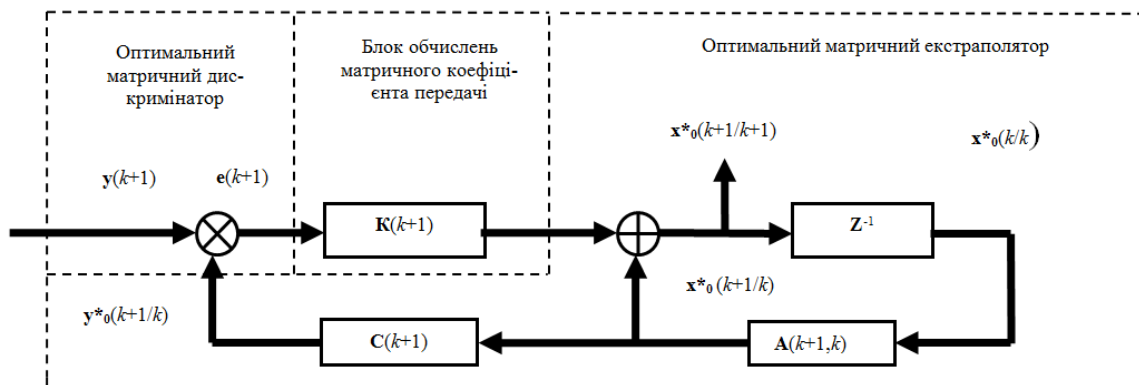 Оптимальний
матричний дис-
кримінатор
Блок обчислень
матричного коефіці-
єнта передачі
Оптимальний матричний екстраполятор
x*₀(k+1/k+1)
x*₀(k/k)
y(k+1)
e(k+1)
K(k+1)
Z⁻¹
x*₀(k+1/k)
y*₀(k+1/k)
C(k+1)
A(k+1,k)